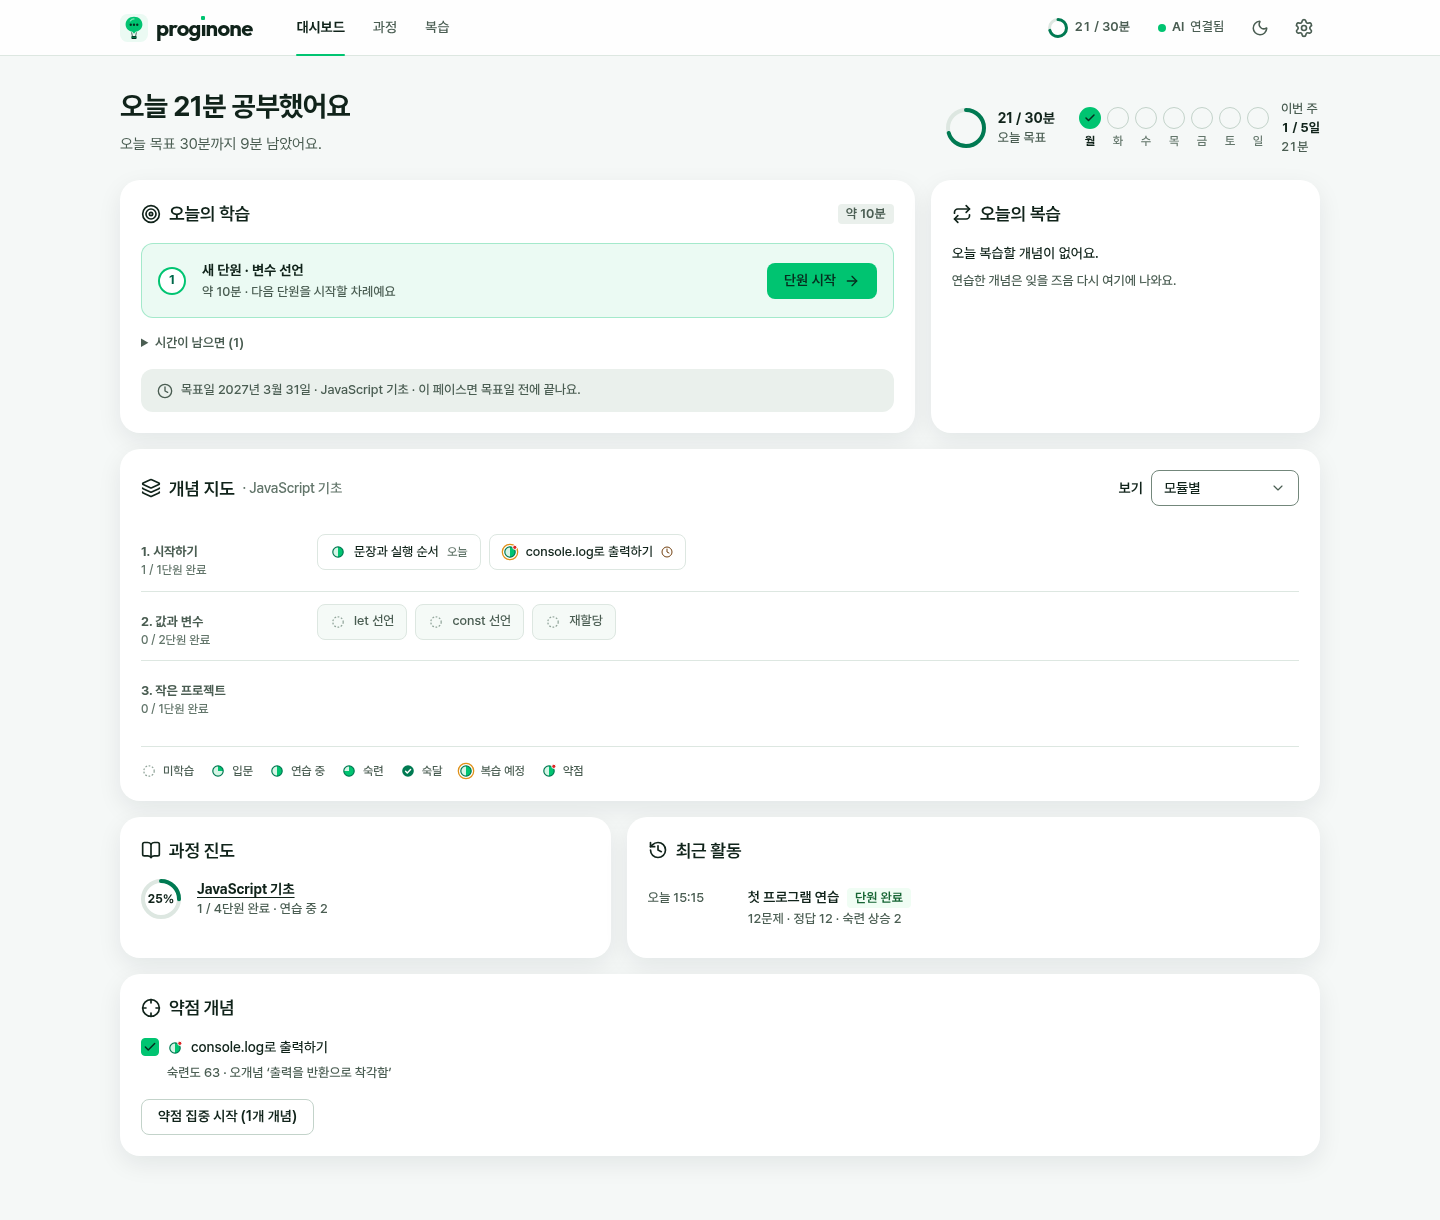 proginone
대시보드
과정
복습
21 / 30분
AI 연결됨
오늘 21분 공부했어요
오늘 목표 30분까지 9분 남았어요.
21 / 30분
오늘 목표
월 화 수 목 금 토 일
이번 주
1 / 5일
21분
오늘의 학습
약 10분
1
새 단원 · 변수 선언
약 10분 · 다음 단원을 시작할 차례예요
단원 시작
시간이 남으면 (1)
목표일 2027년 3월 31일 · JavaScript 기초 · 이 페이스면 목표일 전에 끝나요.
오늘의 복습
오늘 복습할 개념이 없어요.
연습한 개념은 잊을 즈음 다시 여기에 나와요.
개념 지도 · JavaScript 기초
보기 모듈별
1. 시작하기
1 / 1단원 완료
문장과 실행 순서 오늘
console.log로 출력하기
2. 값과 변수
0 / 2단원 완료
let 선언
const 선언
재할당
3. 작은 프로젝트
0 / 1단원 완료
미학습 입문 연습 중 숙련 숙달 복습 예정 약점
과정 진도
25%
JavaScript 기초
1 / 4단원 완료 · 연습 중 2
최근 활동
오늘 15:15
첫 프로그램 연습 단원 완료
12문제 · 정답 12 · 숙련 상승 2
약점 개념
console.log로 출력하기
숙련도 63 · 오개념 ‘출력을 반환으로 착각함’
약점 집중 시작 (1개 개념)